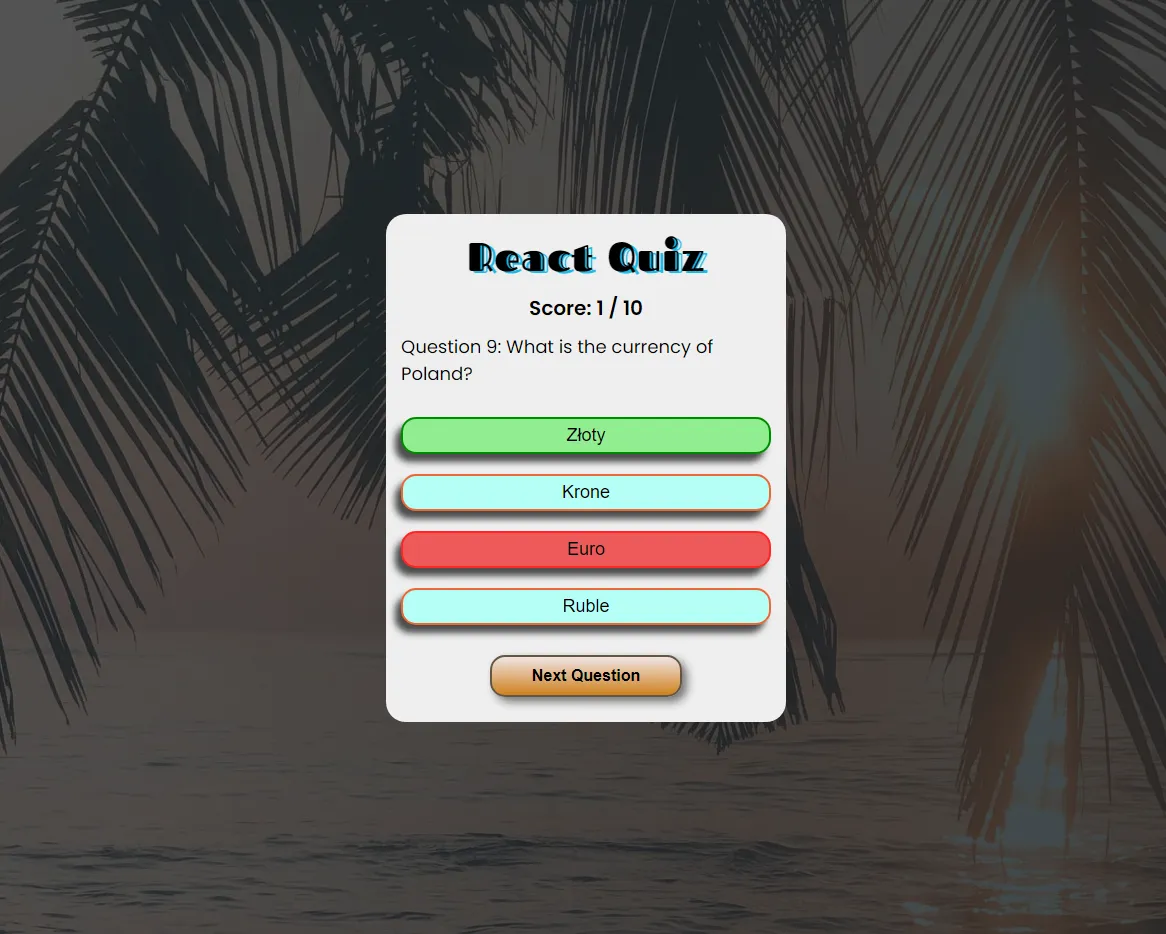 React Quiz
Score: 1 / 10
Question 9: What is the currency of
Poland?
Złoty
Krone
Euro
Ruble
Next Question